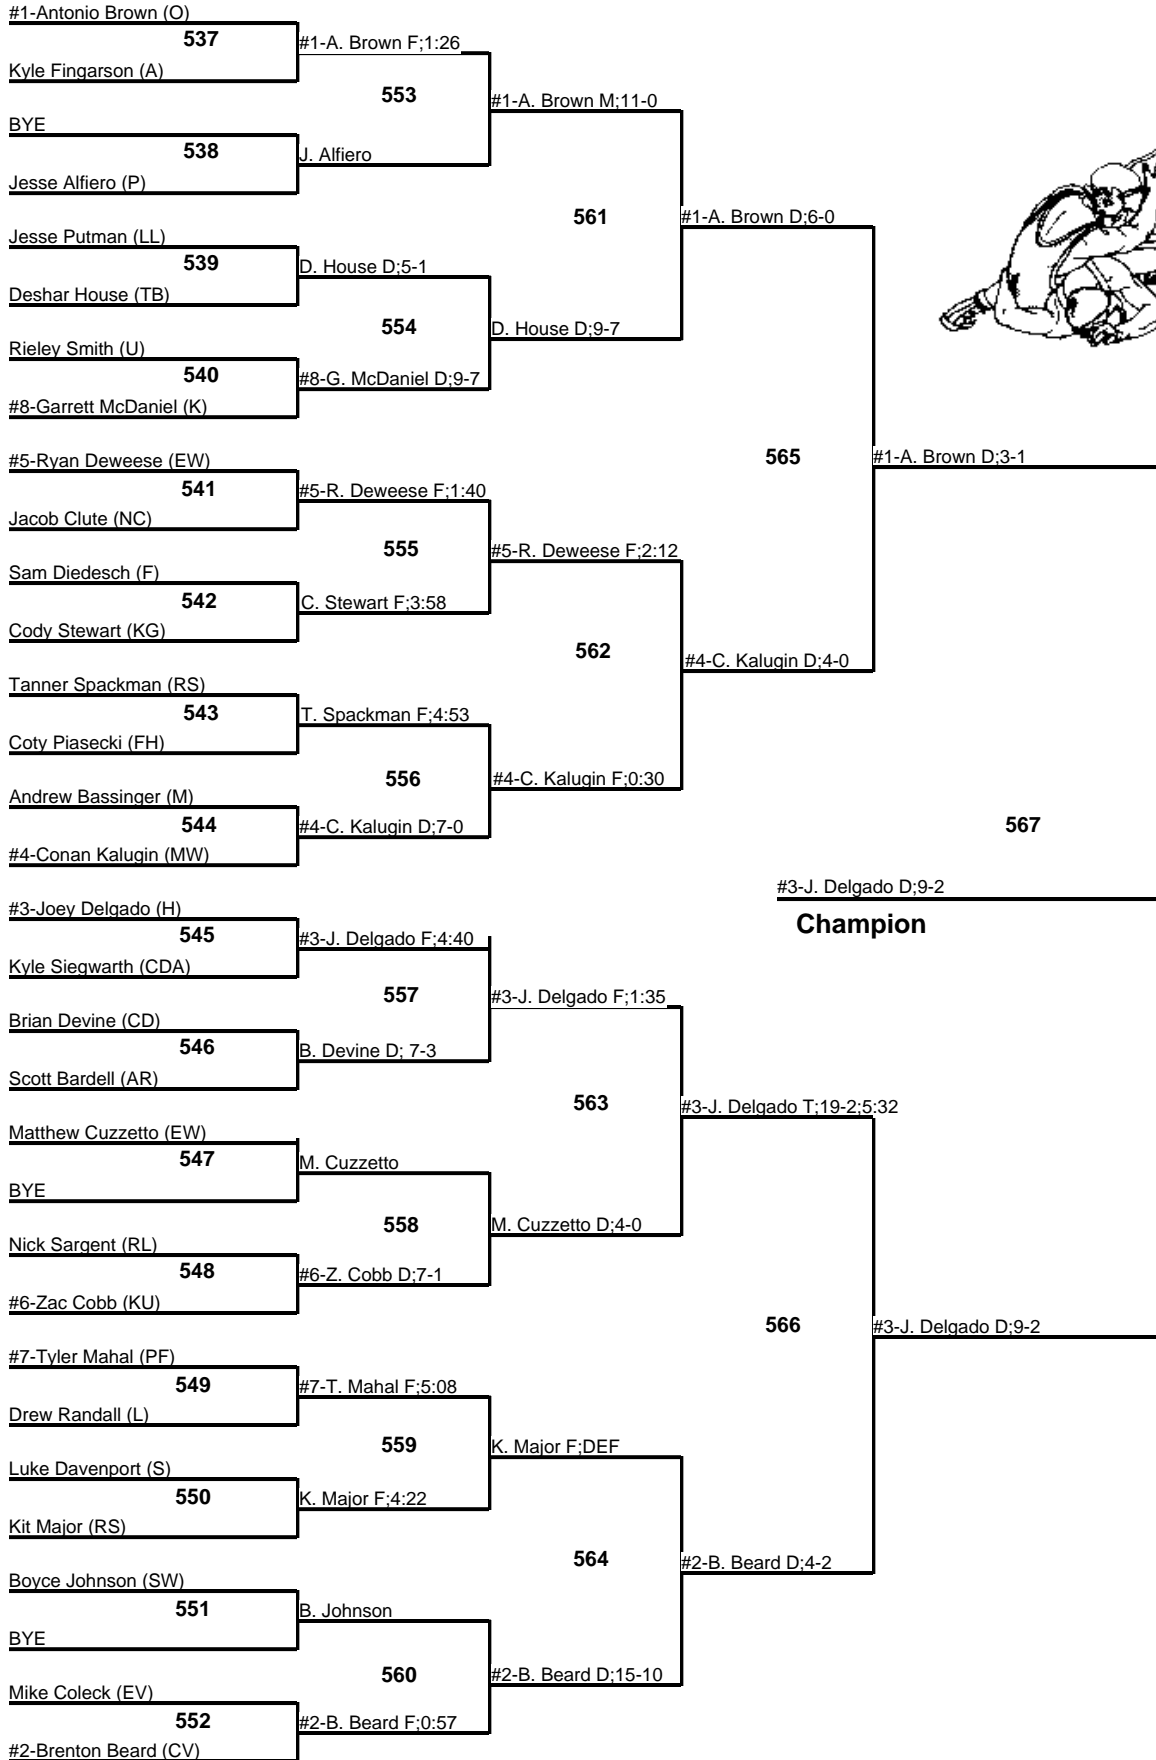 #1-Antonio Brown (O)
537
Kyle Fingarson (A)
BYE
538
Jesse Alfiero (P)
Jesse Putman (LL)
539
Deshar House (TB)
Rieley Smith (U)
540
#8-Garrett McDaniel (K)
#5-Ryan Deweese (EW)
541
Jacob Clute (NC)
Sam Diedesch (F)
542
Cody Stewart (KG)
Tanner Spackman (RS)
543
Coty Piasecki (FH)
Andrew Bassinger (M)
544
#4-Conan Kalugin (MW)
#3-Joey Delgado (H)
545
Kyle Siegwarth (CDA)
Brian Devine (CD)
546
Scott Bardell (AR)
Matthew Cuzzetto (EW)
547
BYE
Nick Sargent (RL)
548
#6-Zac Cobb (KU)
#7-Tyler Mahal (PF)
549
Drew Randall (L)
Luke Davenport (S)
550
Kit Major (RS)
Boyce Johnson (SW)
551
BYE
Mike Coleck (EV)
552
#2-Brenton Beard (CV)
#1-A. Brown F;1:26
553
J. Alfiero
D. House D;5-1
554
#8-G. McDaniel D;9-7
#5-R. Deweese F;1:40
555
C. Stewart F;3:58
T. Spackman F;4:53
556
#4-C. Kalugin D;7-0
#3-J. Delgado F;4:40
557
B. Devine D; 7-3
M. Cuzzetto
558
#6-Z. Cobb D;7-1
#7-T. Mahal F;5:08
559
K. Major F;4:22
B. Johnson
560
#2-B. Beard F;0:57
#1-A. Brown M;11-0
561
D. House D;9-7
#5-R. Deweese F;2:12
562
#4-C. Kalugin F;0:30
#3-J. Delgado F;1:35
563
M. Cuzzetto D;4-0
K. Major F;DEF
564
#2-B. Beard D;15-10
#1-A. Brown D;6-0
565
#4-C. Kalugin D;4-0
#3-J. Delgado T;19-2;5:32
566
#2-B. Beard D;4-2
#1-A. Brown D;3-1
567
#3-J. Delgado D;9-2
Champion
#3-J. Delgado D;9-2